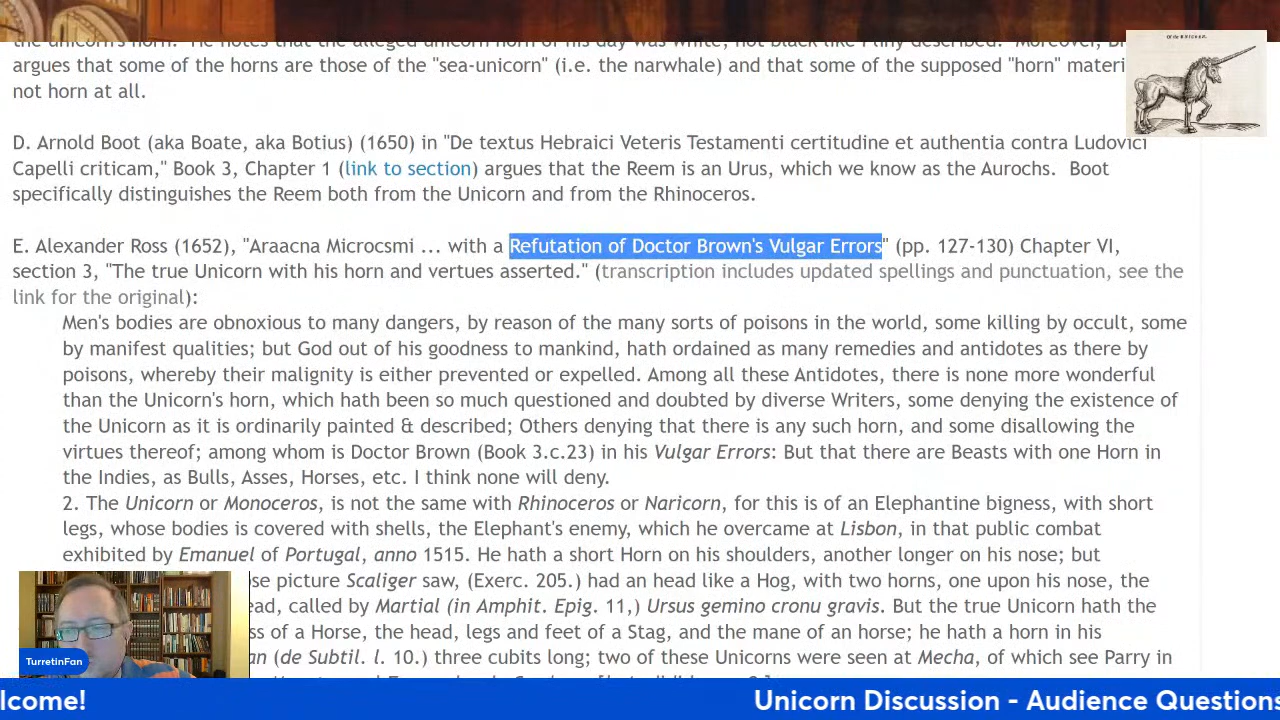 argues that some of the horns are those of the "sea-unicorn" (i.e. the narwhale) and that some of the supposed "horn" materi
not horn at all.
Of the UNICORN.
D. Arnold Boot (aka Boate, aka Botius) (1650) in "De textus Hebraici Veteris Testamenti certitudine et authentia contra Ludovici
Capelli criticam," Book 3, Chapter 1 (link to section) argues that the Reem is an Urus, which we know as the Aurochs.  Boot
specifically distinguishes the Reem both from the Unicorn and from the Rhinoceros.
E. Alexander Ross (1652), "Araacna Microcsmi ... with a Refutation of Doctor Brown's Vulgar Errors" (pp. 127-130) Chapter VI,
section 3, "The true Unicorn with his horn and vertues asserted." (transcription includes updated spellings and punctuation, see the
link for the original):
Men's bodies are obnoxious to many dangers, by reason of the many sorts of poisons in the world, some killing by occult, some
by manifest qualities; but God out of his goodness to mankind, hath ordained as many remedies and antidotes as there by
poisons, whereby their malignity is either prevented or expelled. Among all these Antidotes, there is none more wonderful
than the Unicorn's horn, which hath been so much questioned and doubted by diverse Writers, some denying the existence of
the Unicorn as it is ordinarily painted & described; Others denying that there is any such horn, and some disallowing the
virtues thereof; among whom is Doctor Brown (Book 3.c.23) in his Vulgar Errors: But that there are Beasts with one Horn in
the Indies, as Bulls, Asses, Horses, etc. I think none will deny.
2. The Unicorn or Monoceros, is not the same with Rhinoceros or Naricorn, for this is of an Elephantine bigness, with short
legs, whose bodies is covered with shells, the Elephant's enemy, which he overcame at Lisbon, in that public combat
exhibited by Emanuel of Portugal, anno 1515. He hath a short Horn on his shoulders, another longer on his nose; but
se picture Scaliger saw, (Exerc. 205.) had an head like a Hog, with two horns, one upon his nose, the
ead, called by Martial (in Amphit. Epig. 11,) Ursus gemino cronu gravis. But the true Unicorn hath the
ss of a Horse, the head, legs and feet of a Stag, and the mane of an horse; he hath a horn in his
an (de Subtil. l. 10.) three cubits long; two of these Unicorns were seen at Mecha, of which see Parry in
TurretinFan
lcome!
Unicorn Discussion - Audience Questions